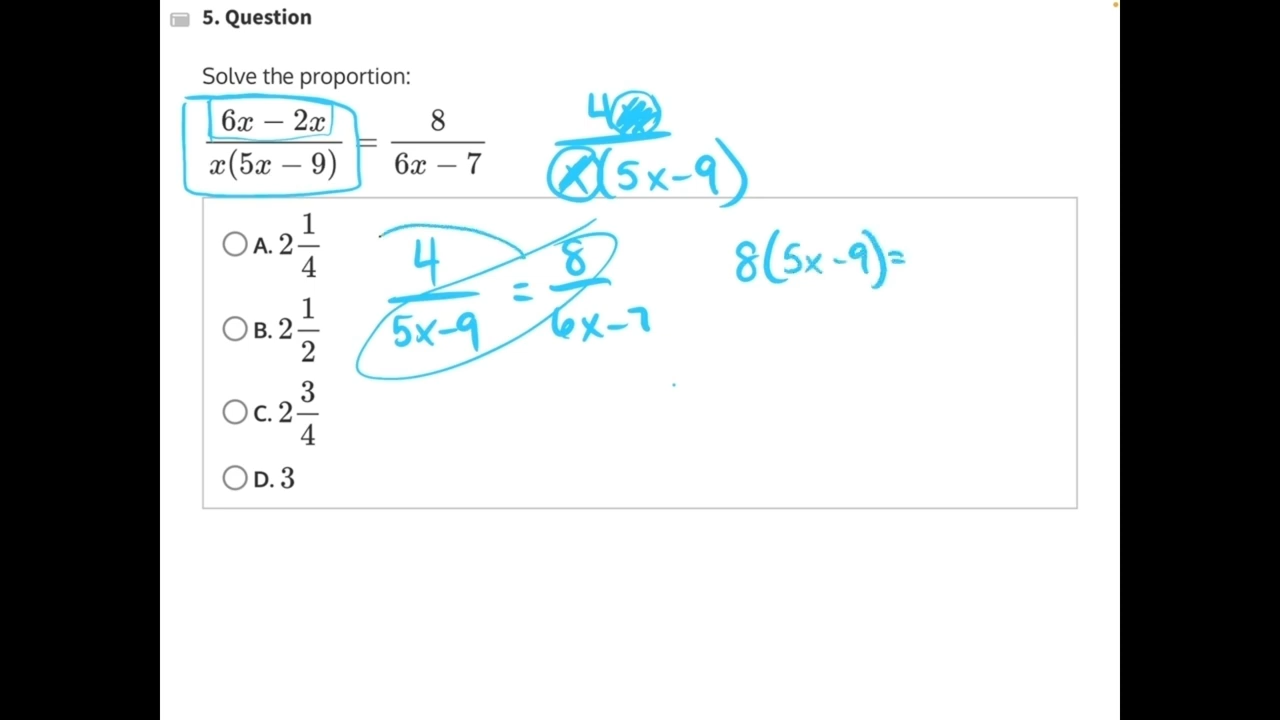 5. Question
Solve the proportion:
6x − 2x / x(5x − 9) = 8 / 6x − 7
4
x(5x-9)
A. 2 1/4
B. 2 1/2
C. 2 3/4
D. 3
4 / 5x-9 = 8 / 6x-7
8(5x-9)=